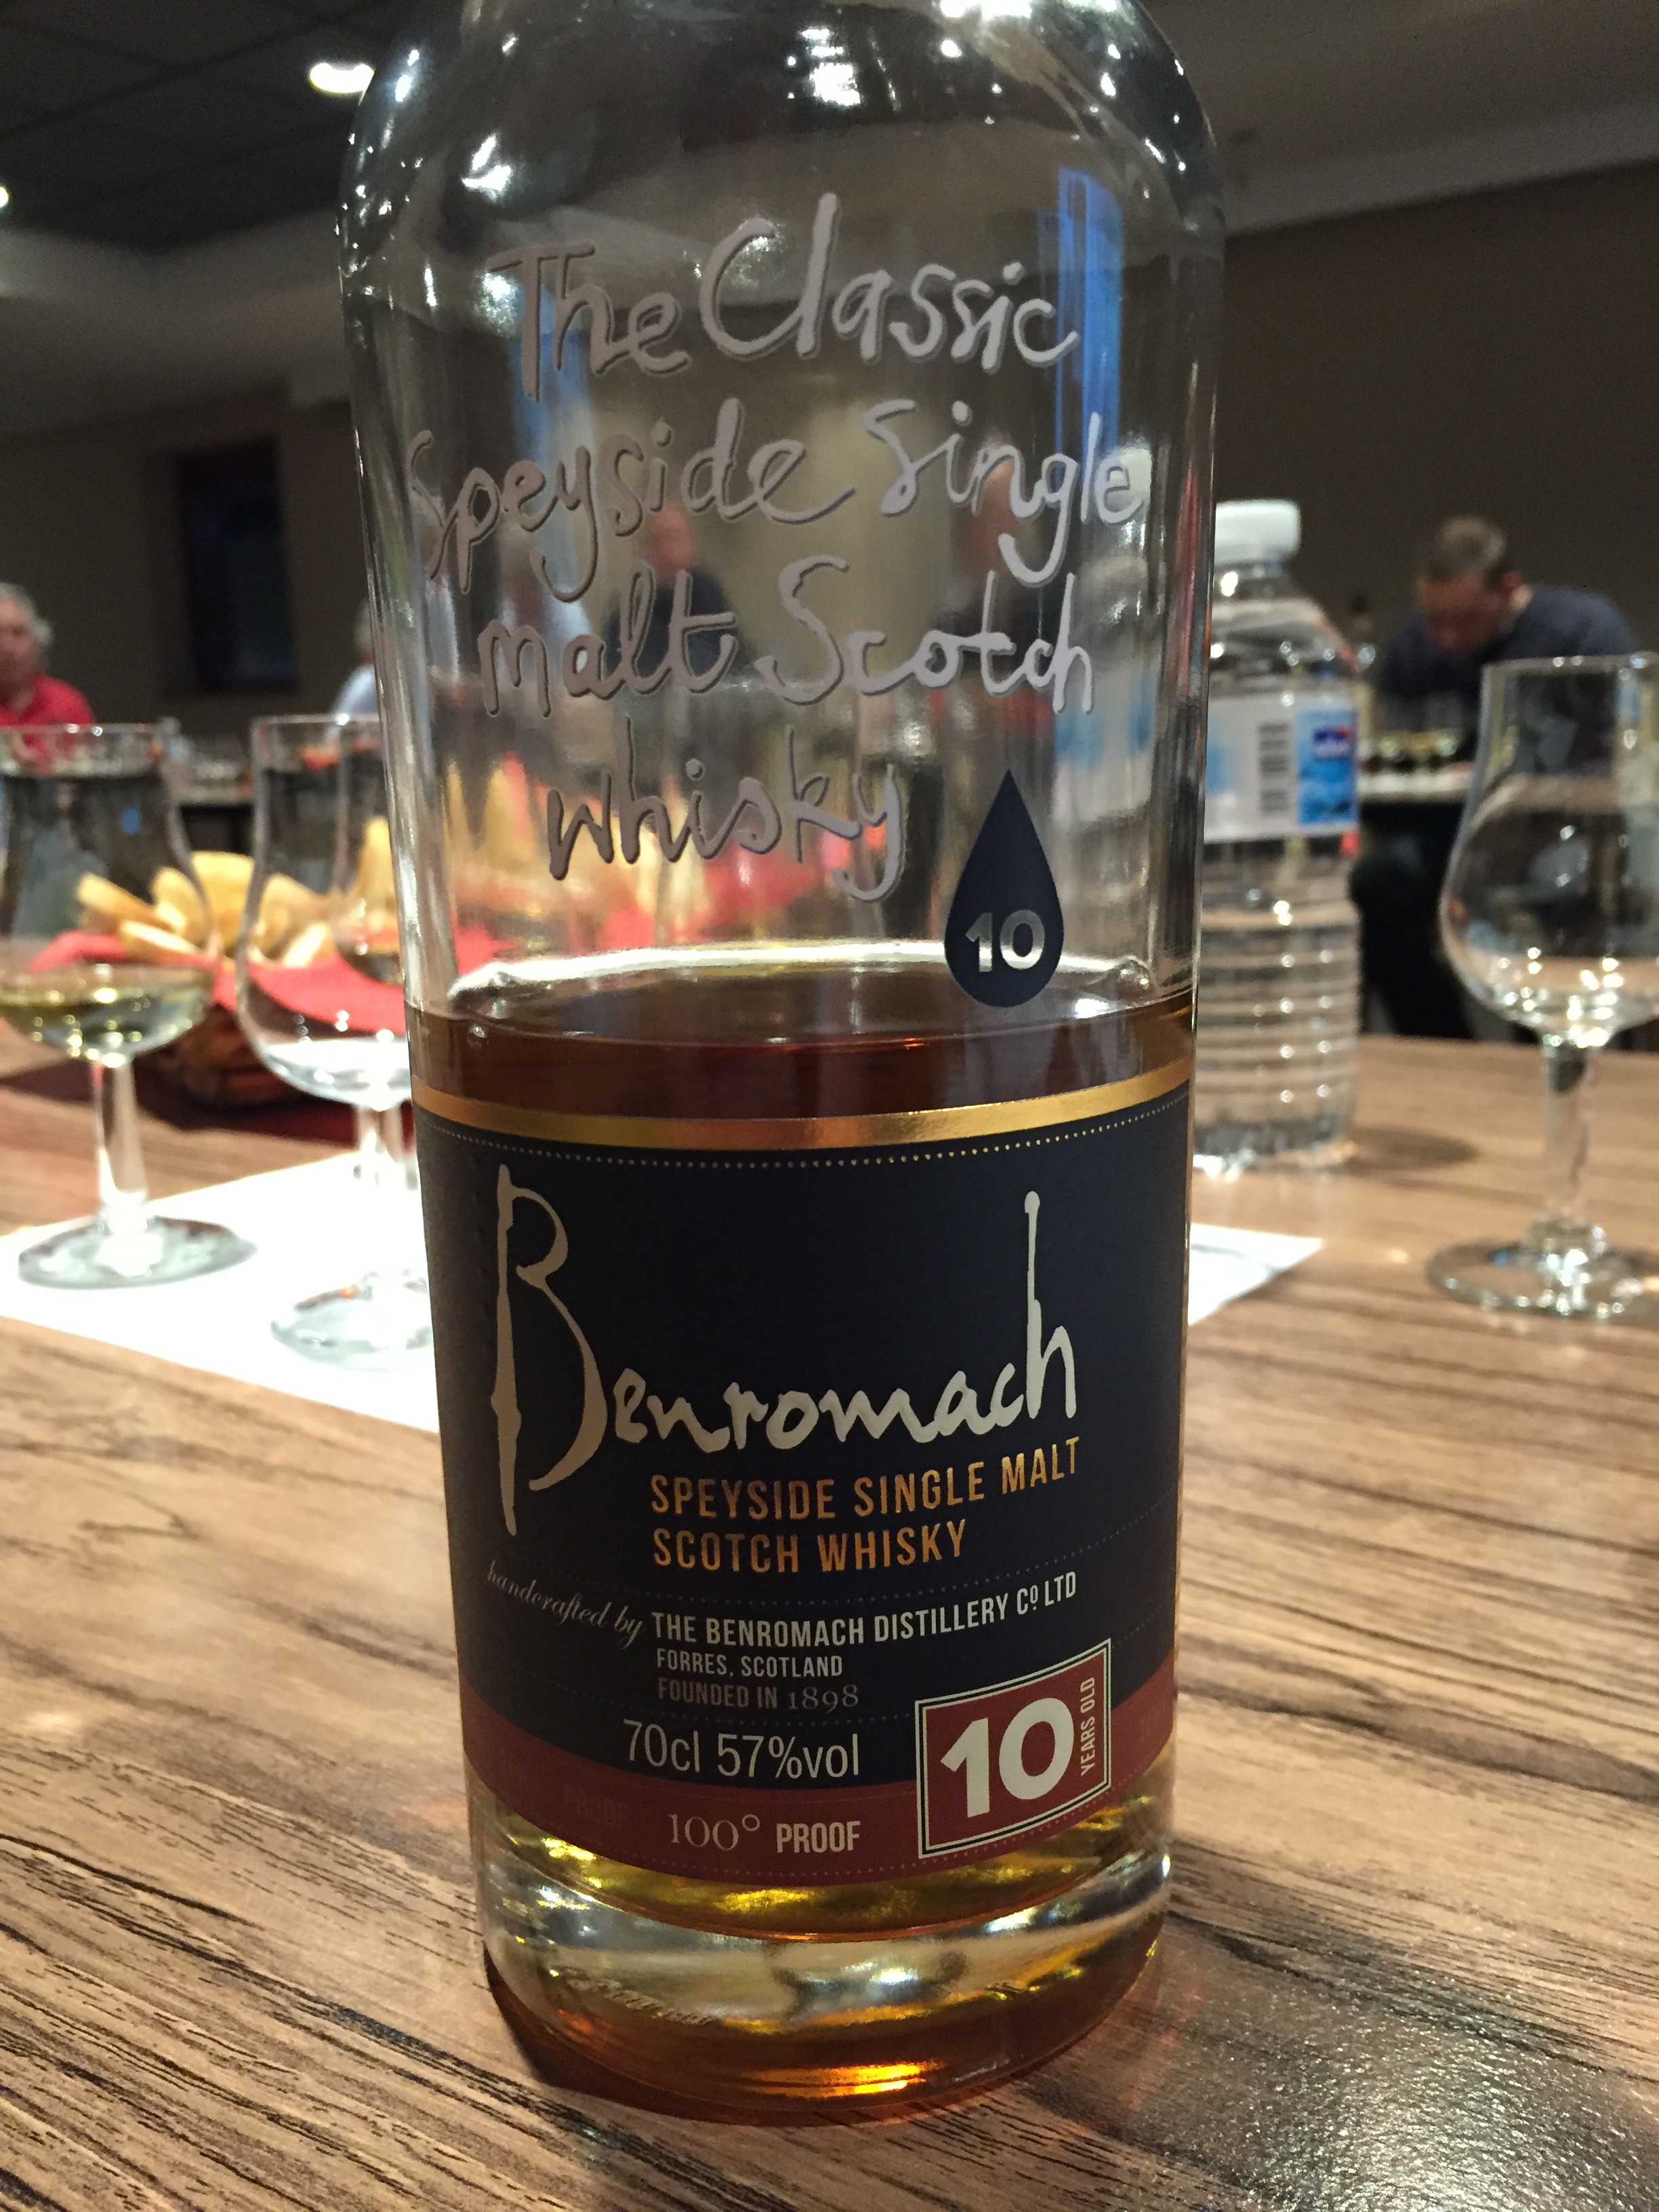 The Classic
Speyside Single
malt Scotch
whisky
10
Benromach
SPEYSIDE SINGLE MALT
SCOTCH WHISKY
handcrafted by THE BENROMACH DISTILLERY Cº LTD
FORRES, SCOTLAND
FOUNDED IN 1898
70cl 57%vol
10 YEARS OLD
PROOF 100° PROOF